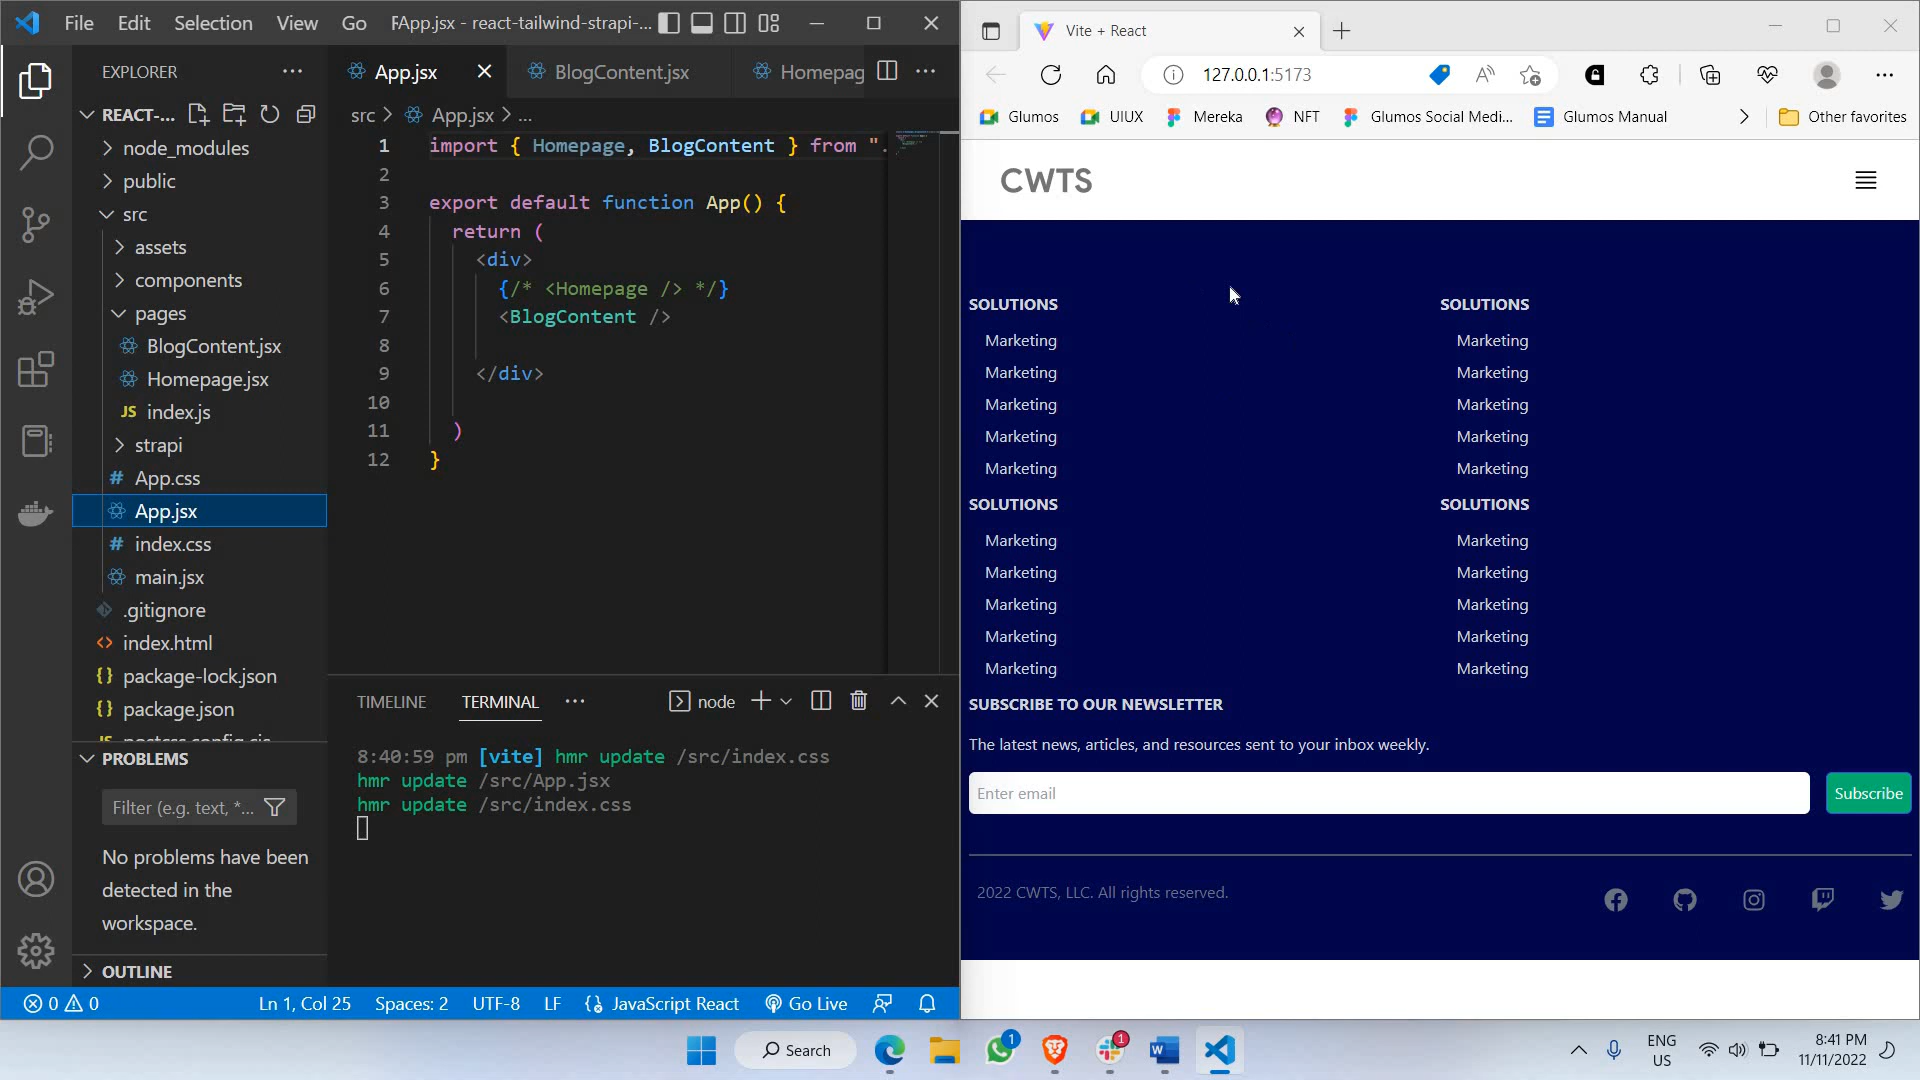 File Edit Selection View Go FApp.jsx - react-tailwind-strapi-...
EXPLORER
REACT-...
node_modules
public
src
assets
components
pages
BlogContent.jsx
Homepage.jsx
JS index.js
strapi
# App.css
App.jsx
# index.css
main.jsx
.gitignore
<> index.html
{} package-lock.json
{} package.json
JS postcss.config.cjs
PROBLEMS
Filter (e.g. text, *...
No problems have been
detected in the
workspace.
OUTLINE
App.jsx BlogContent.jsx Homepag
src > App.jsx > ...
1 import { Homepage, BlogContent } from ".
2
3 export default function App() {
4 return (
5 <div>
6 {/* <Homepage /> */}
7 <BlogContent />
8
9 </div>
10
11 )
12 }
TIMELINE TERMINAL ... node
8:40:59 pm [vite] hmr update /src/index.css
hmr update /src/App.jsx
hmr update /src/index.css
0 0 Ln 1, Col 25 Spaces: 2 UTF-8 LF JavaScript React Go Live
Vite + React
127.0.0.1:5173
Glumos UIUX Mereka NFT Glumos Social Medi... Glumos Manual Other favorites
CWTS
SOLUTIONS SOLUTIONS
Marketing Marketing
Marketing Marketing
Marketing Marketing
Marketing Marketing
Marketing Marketing
SOLUTIONS SOLUTIONS
Marketing Marketing
Marketing Marketing
Marketing Marketing
Marketing Marketing
Marketing Marketing
SUBSCRIBE TO OUR NEWSLETTER
The latest news, articles, and resources sent to your inbox weekly.
Enter email Subscribe
2022 CWTS, LLC. All rights reserved.
Search 1 1 ENG 8:41 PM
US 11/11/2022